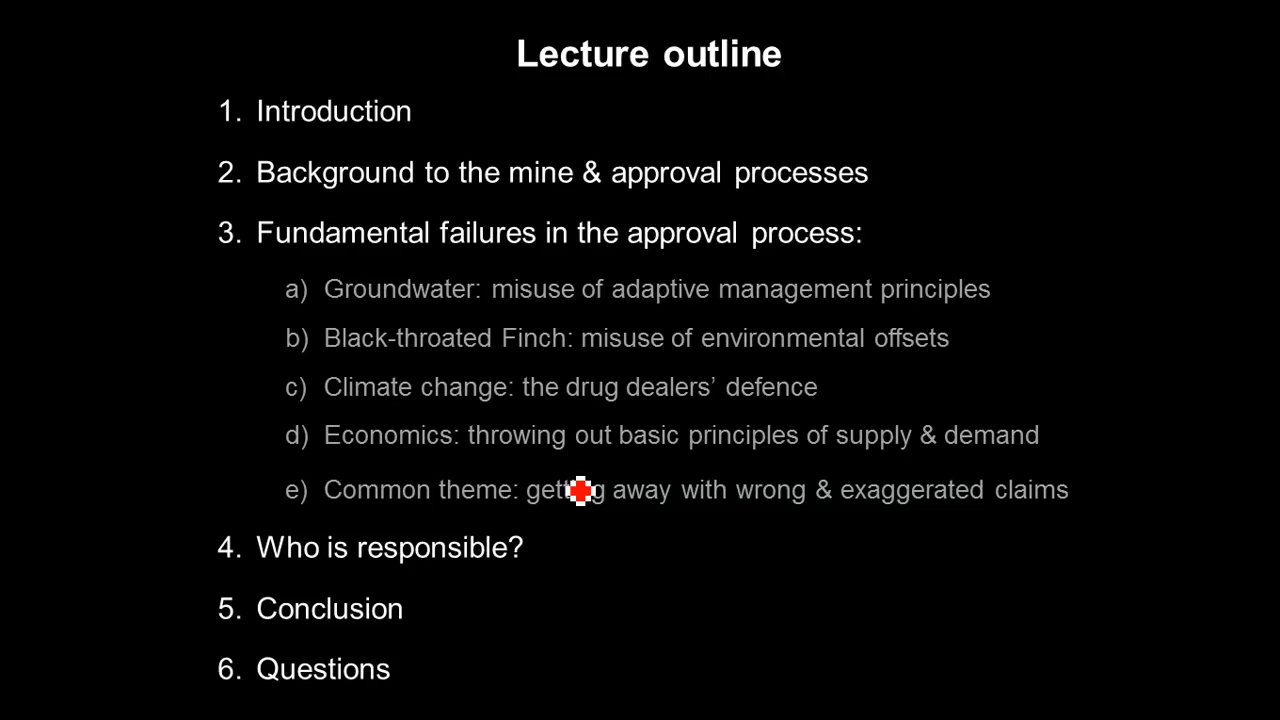 Lecture outline
1. Introduction
2. Background to the mine & approval processes
3. Fundamental failures in the approval process:
a) Groundwater: misuse of adaptive management principles
b) Black-throated Finch: misuse of environmental offsets
c) Climate change: the drug dealers’ defence
d) Economics: throwing out basic principles of supply & demand
e) Common theme: getting away with wrong & exaggerated claims
4. Who is responsible?
5. Conclusion
6. Questions